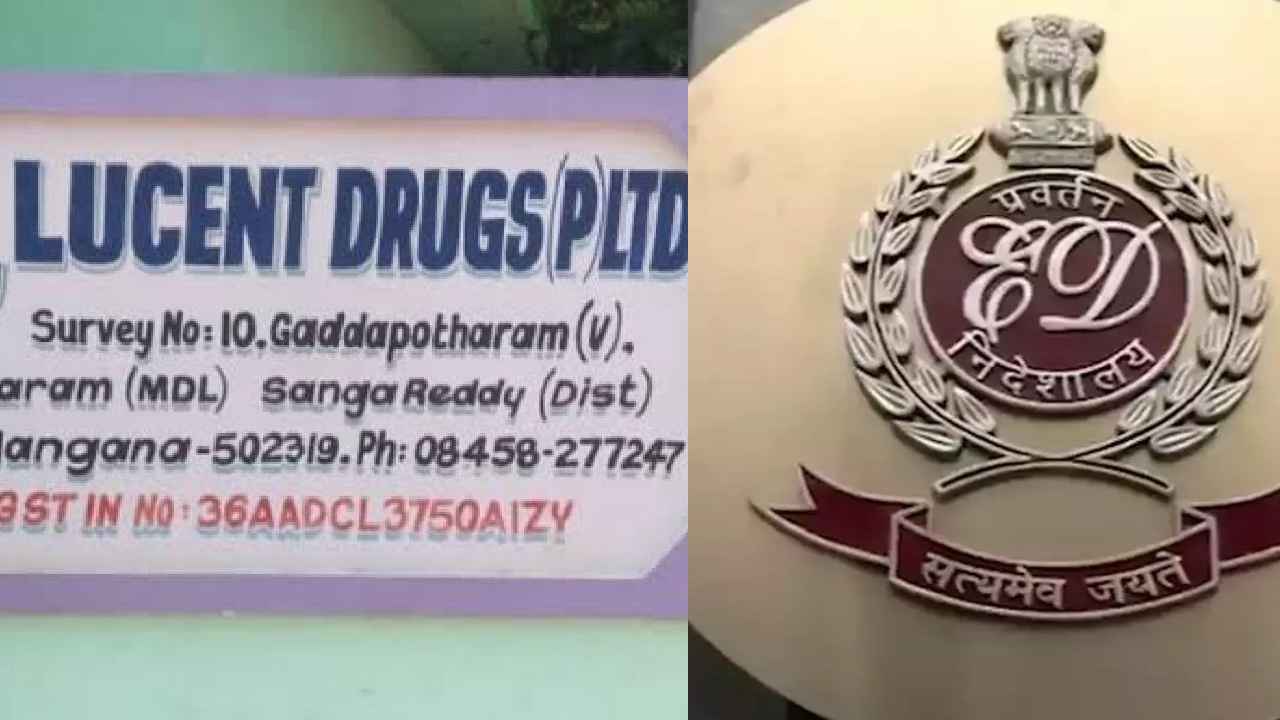 LUCENT DRUGS (P) LTD
Survey No: 10. Gaddapotharam (V).
aram (MDL) Sanga Reddy (Dist)
langana-502319. Ph: 08458-277247
GST IN No: 36AADCL3750A1ZY
प्रवर्तन
ED
निदेशालय
सत्यमेव जयते